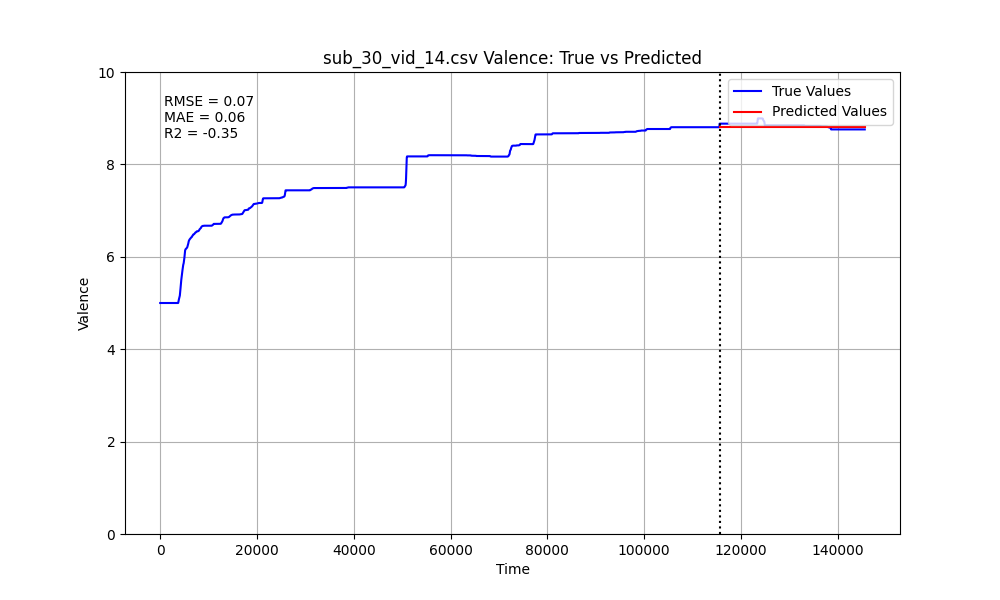 sub_30_vid_14.csv Valence: True vs Predicted
RMSE = 0.07
MAE = 0.06
R2 = -0.35
True Values
Predicted Values
10
8
6
4
2
0
Valence
0 20000 40000 60000 80000 100000 120000 140000
Time